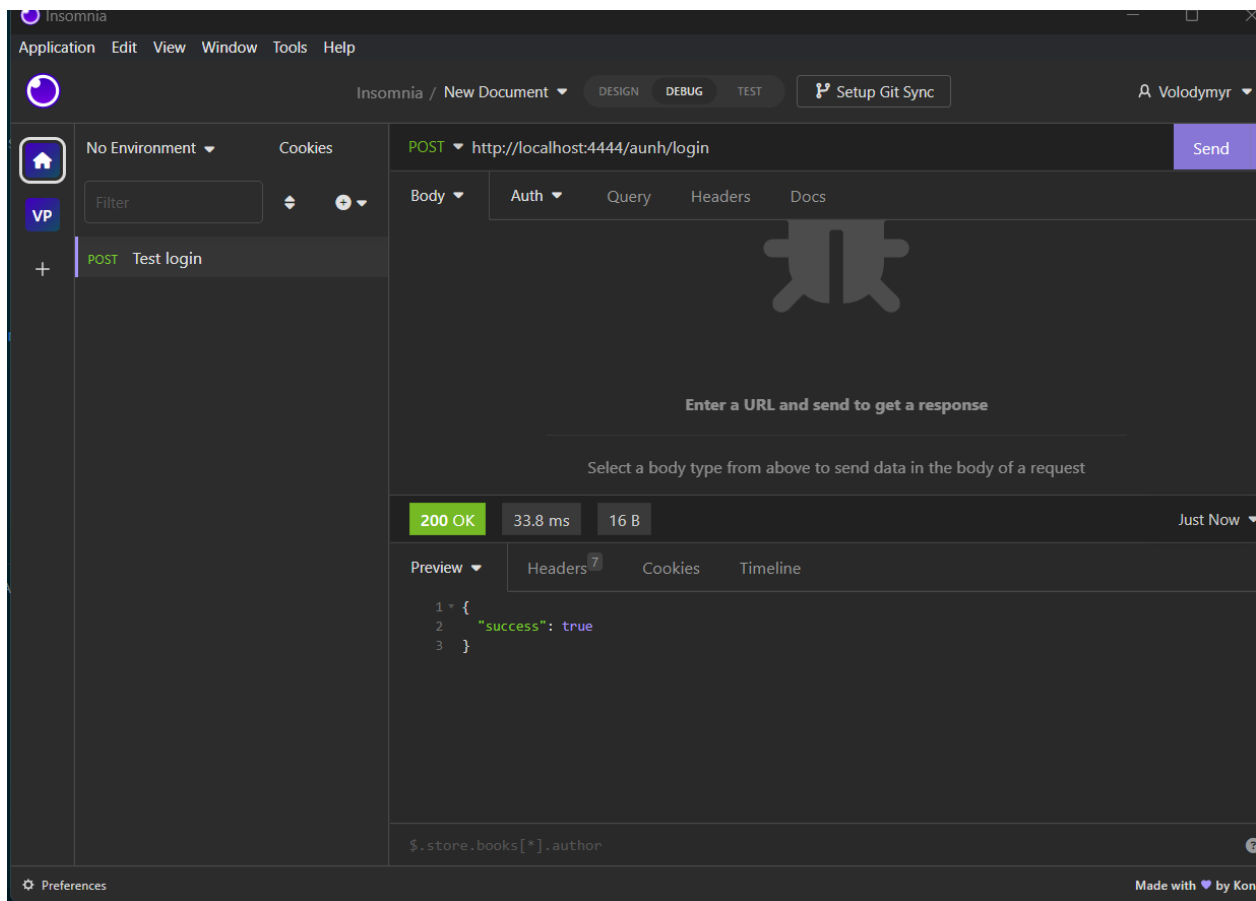 Insomnia
Application Edit View Window Tools Help
Insomnia / New Document DESIGN DEBUG TEST Setup Git Sync Volodymyr
No Environment Cookies POST http://localhost:4444/aunh/login Send
Filter Body Auth Query Headers Docs
VP
POST Test login
Enter a URL and send to get a response
Select a body type from above to send data in the body of a request
200 OK 33.8 ms 16 B Just Now
Preview Headers 7 Cookies Timeline
1 {
2 "success": true
3 }
$.store.books[*].author
Preferences Made with ♥ by Kon